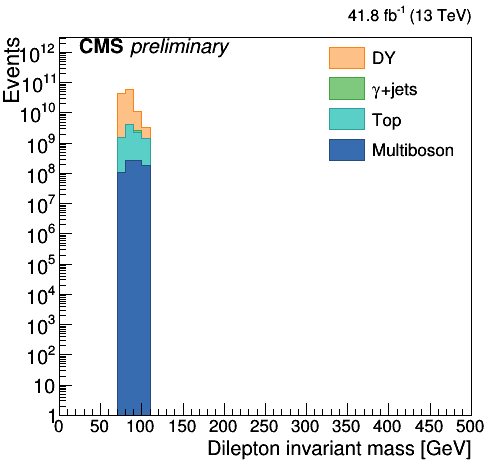 41.8 fb⁻¹ (13 TeV)
CMS preliminary
Events
DY
γ+jets
Top
Multiboson
10¹²
10¹¹
10¹⁰
10⁹
10⁸
10⁷
10⁶
10⁵
10⁴
10³
10²
10
1
0 50 100 150 200 250 300 350 400 450 500
Dilepton invariant mass [GeV]